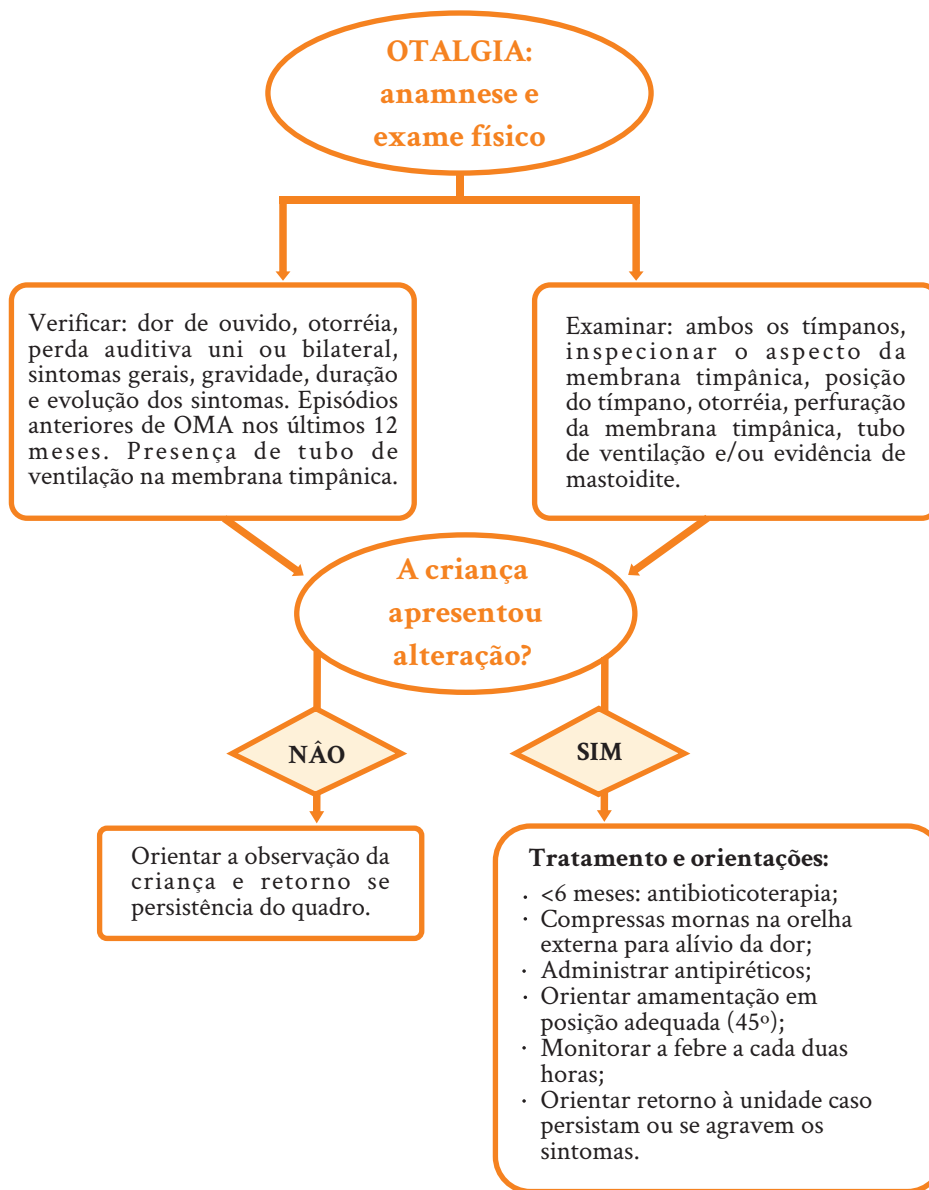 OTALGIA:
anamnese e
exame físico
Verificar: dor de ouvido, otorréia,
perda auditiva uni ou bilateral,
sintomas gerais, gravidade, duração
e evolução dos sintomas. Episódios
anteriores de OMA nos últimos 12
meses. Presença de tubo de
ventilação na membrana timpânica.
Examinar: ambos os tímpanos,
inspecionar o aspecto da
membrana timpânica, posição
do tímpano, otorréia, perfuração
da membrana timpânica, tubo
de ventilação e/ou evidência de
mastoidite.
A criança
apresentou
alteração?
NÂO
SIM
Orientar a observação da
criança e retorno se
persistência do quadro.
Tratamento e orientações:
· <6 meses: antibioticoterapia;
· Compressas mornas na orelha
externa para alívio da dor;
· Administrar antipiréticos;
· Orientar amamentação em
posição adequada (45º);
· Monitorar a febre a cada duas
horas;
· Orientar retorno à unidade caso
persistam ou se agravem os
sintomas.